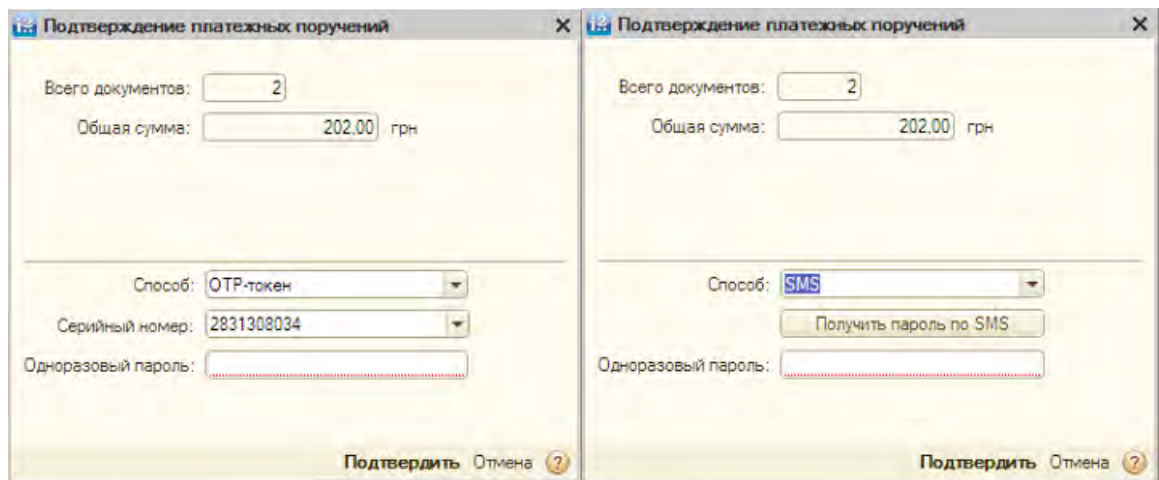 Подтверждение платежных поручений
Всего документов: 2
Общая сумма: 202,00 грн
Способ: OTP-токен
Серийный номер: 2831308034
Одноразовый пароль:
Подтвердить Отмена ?
Подтверждение платежных поручений
Всего документов: 2
Общая сумма: 202,00 грн
Способ: SMS
Получить пароль по SMS
Одноразовый пароль:
Подтвердить Отмена ?